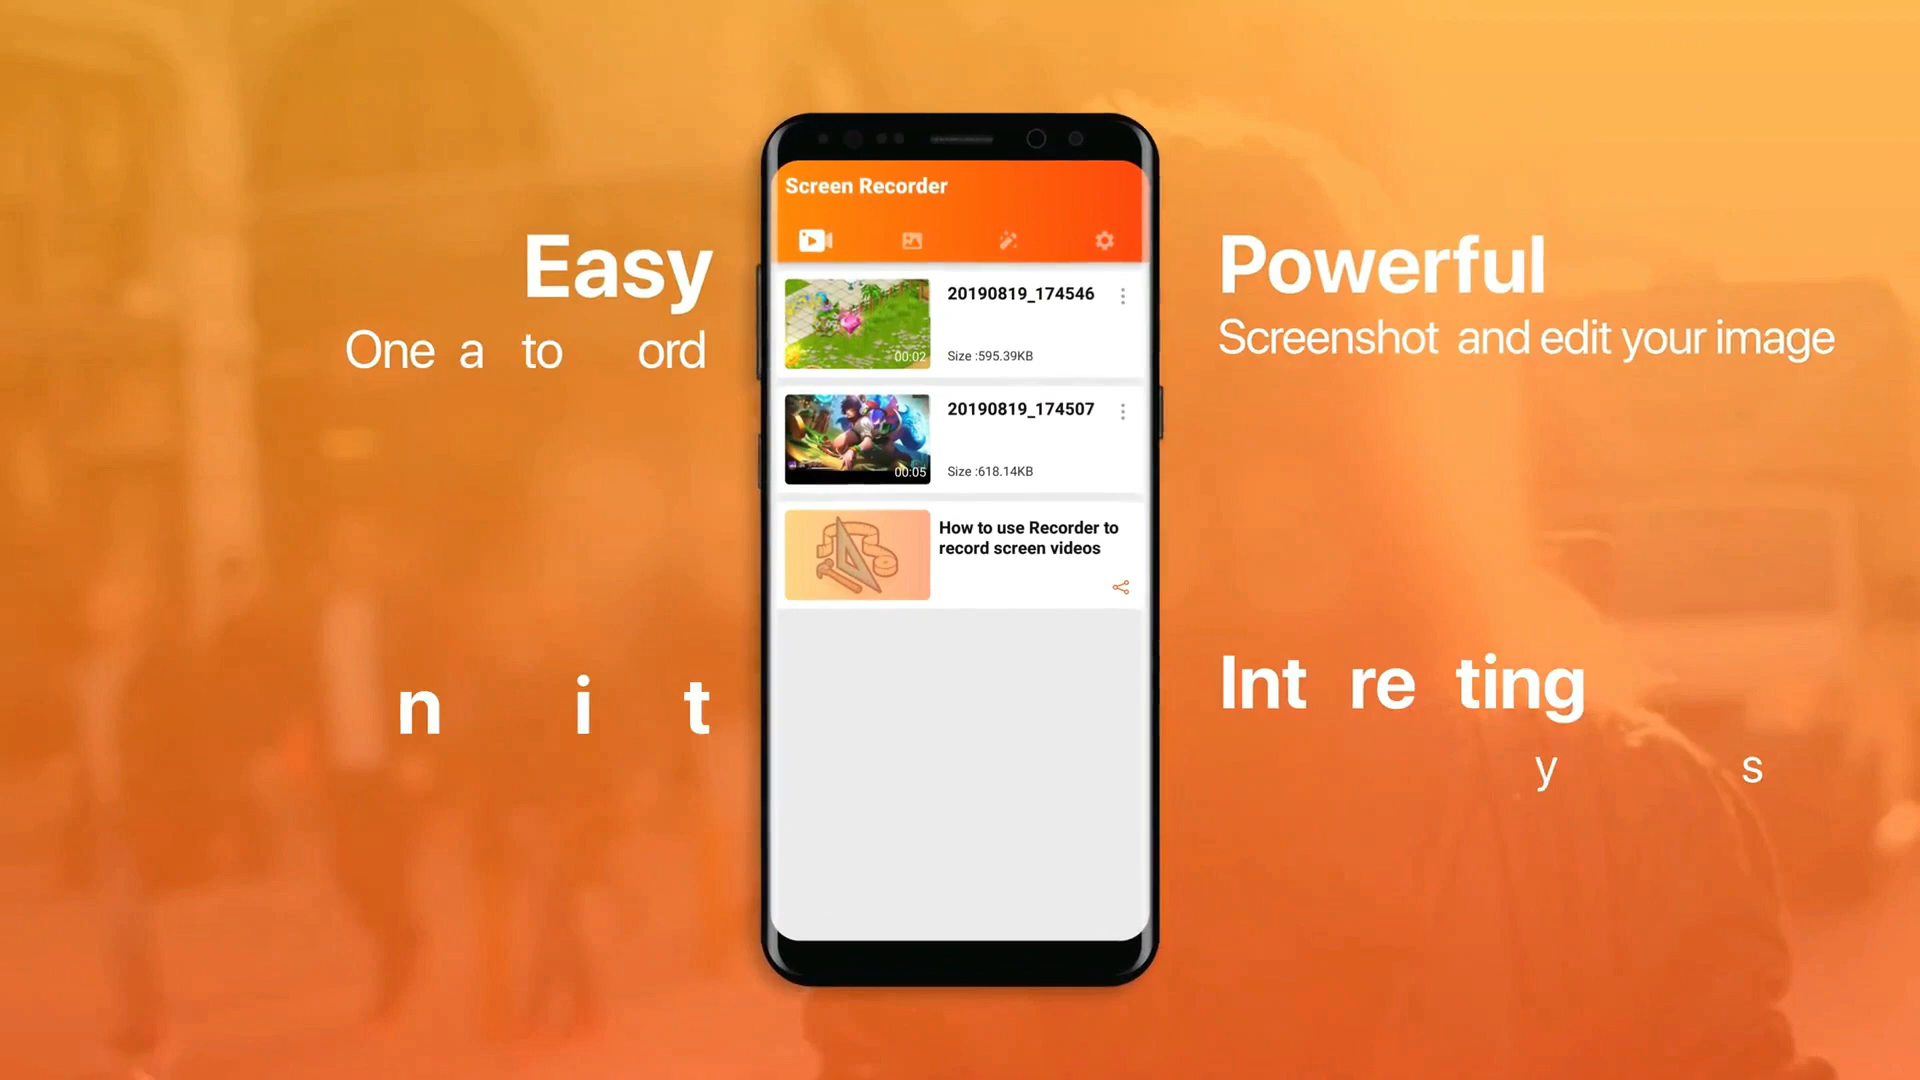 Easy
One a to ord
n i t
Screen Recorder
20190819_174546
00:02
Size :595.39KB
20190819_174507
00:05
Size :618.14KB
How to use Recorder to
record screen videos
Powerful
Screenshot and edit your image
Int re ting
y s